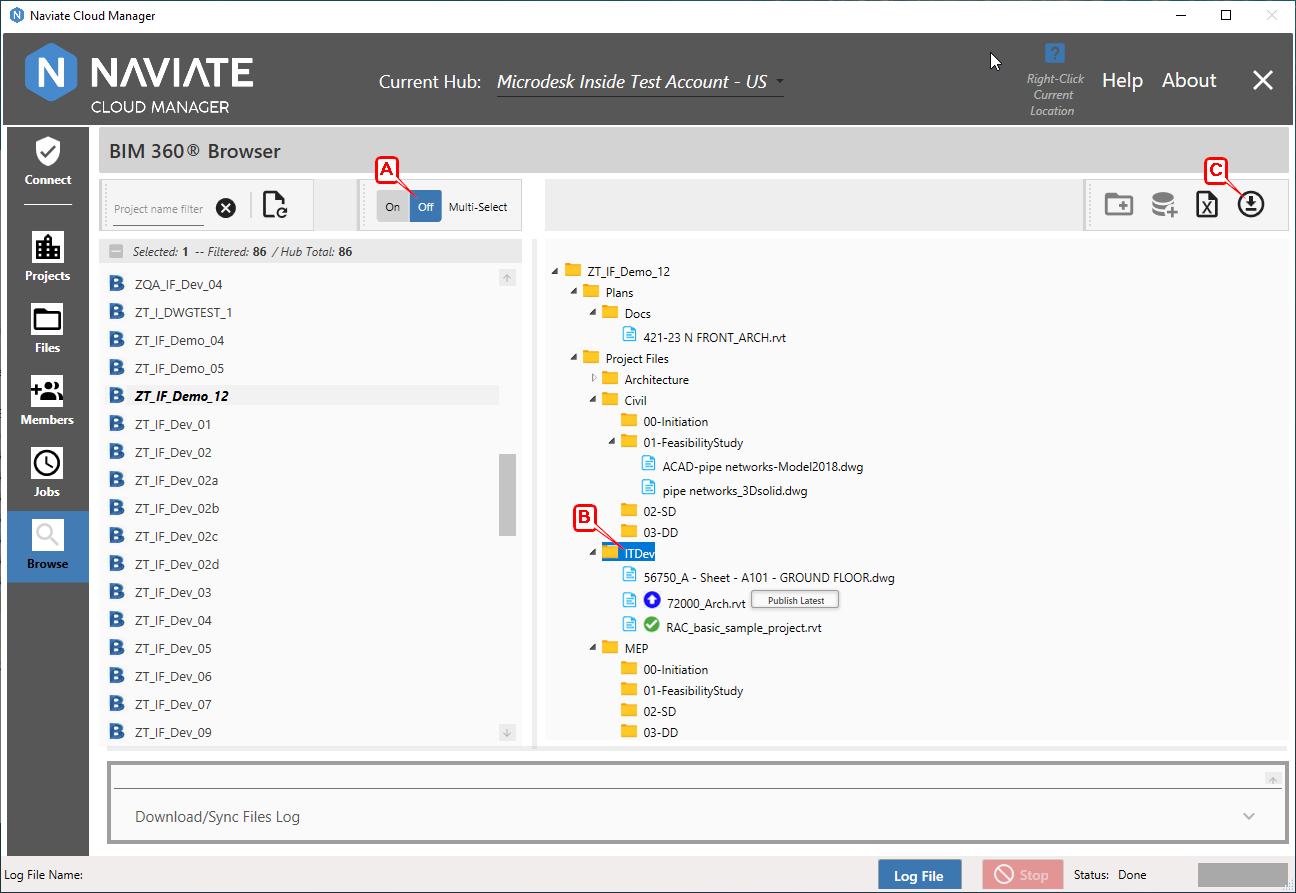 Naviate Cloud Manager
N NAVIATE
CLOUD MANAGER
Current Hub: Microdesk Inside Test Account - US
?
Right-Click
Current
Location
Help About
Connect
Projects
Files
Members
Jobs
Browse
BIM 360® Browser
Project name filter
A
On Off Multi-Select
C
Selected: 1 -- Filtered: 86 / Hub Total: 86
B ZQA_IF_Dev_04
B ZT_I_DWGTEST_1
B ZT_IF_Demo_04
B ZT_IF_Demo_05
B ZT_IF_Demo_12
B ZT_IF_Dev_01
B ZT_IF_Dev_02
B ZT_IF_Dev_02a
B ZT_IF_Dev_02b
B ZT_IF_Dev_02c
B ZT_IF_Dev_02d
B ZT_IF_Dev_03
B ZT_IF_Dev_04
B ZT_IF_Dev_05
B ZT_IF_Dev_06
B ZT_IF_Dev_07
B ZT_IF_Dev_09
ZT_IF_Demo_12
Plans
Docs
421-23 N FRONT_ARCH.rvt
Project Files
Architecture
Civil
00-Initiation
01-FeasibilityStudy
ACAD-pipe networks-Model2018.dwg
pipe networks_3Dsolid.dwg
02-SD
03-DD
B
ITDev
56750_A - Sheet - A101 - GROUND FLOOR.dwg
72000_Arch.rvt Publish Latest
RAC_basic_sample_project.rvt
MEP
00-Initiation
01-FeasibilityStudy
02-SD
03-DD
Download/Sync Files Log
Log File Name: Log File Stop Status: Done